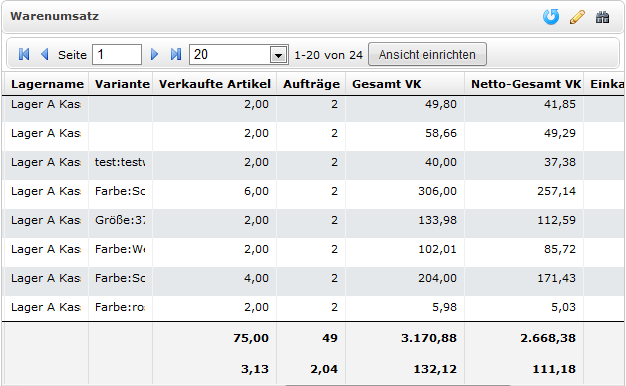 Warenumsatz
Seite 1 20 1-20 von 24 Ansicht einrichten
Lagername Variante Verkaufte Artikel Aufträge Gesamt VK Netto-Gesamt VK Einka
Lager A Kas 2,00 2 49,80 41,85
Lager A Kas 2,00 2 58,66 49,29
Lager A Kas test:test 2,00 2 40,00 37,38
Lager A Kas Farbe:Sc 6,00 2 306,00 257,14
Lager A Kas Größe:37 2,00 2 133,98 112,59
Lager A Kas Farbe:We 2,00 2 102,01 85,72
Lager A Kas Farbe:Sc 4,00 2 204,00 171,43
Lager A Kas Farbe:ro 2,00 2 5,98 5,03
75,00 49 3.170,88 2.668,38
3,13 2,04 132,12 111,18